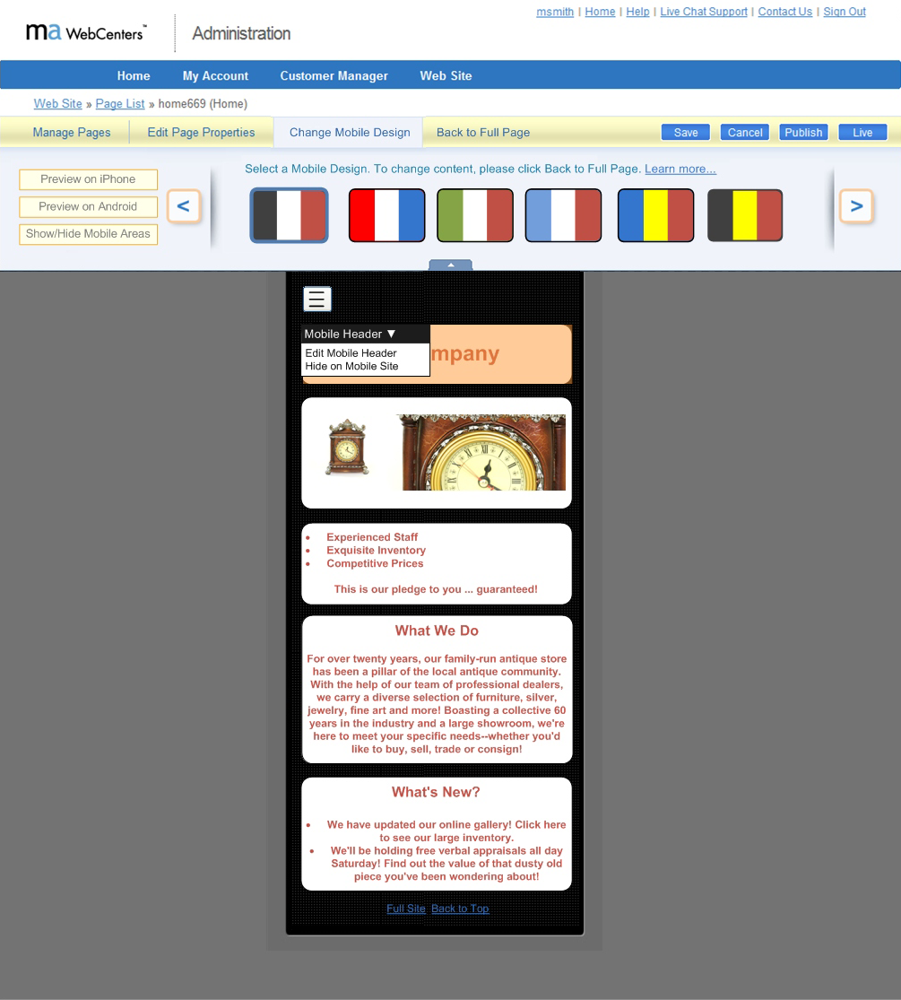 msmith | Home | Help | Live Chat Support | Contact Us | Sign Out
ma WebCenters™ Administration
Home My Account Customer Manager Web Site
Web Site » Page List » home669 (Home)
Manage Pages Edit Page Properties Change Mobile Design Back to Full Page Save Cancel Publish Live
Select a Mobile Design. To change content, please click Back to Full Page. Learn more...
Preview on iPhone
Preview on Android
Show/Hide Mobile Areas
< >
Mobile Header ▼
Edit Mobile Header
Hide on Mobile Site
mpany
• Experienced Staff
• Exquisite Inventory
• Competitive Prices
This is our pledge to you ... guaranteed!
What We Do
For over twenty years, our family-run antique store
has been a pillar of the local antique community.
With the help of our team of professional dealers,
we carry a diverse selection of furniture, silver,
jewelry, fine art and more! Boasting a collective 60
years in the industry and a large showroom, we're
here to meet your specific needs--whether you'd
like to buy, sell, trade or consign!
What's New?
• We have updated our online gallery! Click here
to see our large inventory.
• We'll be holding free verbal appraisals all day
Saturday! Find out the value of that dusty old
piece you've been wondering about!
Full Site Back to Top